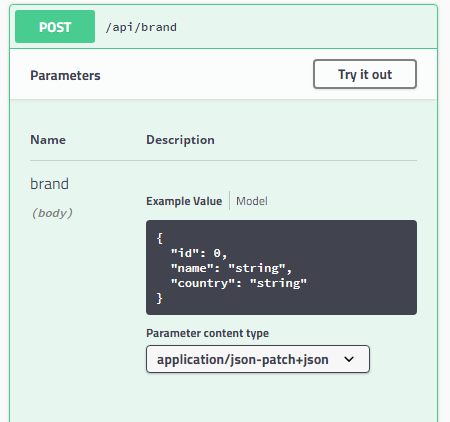 POST /api/brand
Parameters Try it out
Name Description
brand
(body)
Example Value Model
{
"id": 0,
"name": "string",
"country": "string"
}
Parameter content type
application/json-patch+json